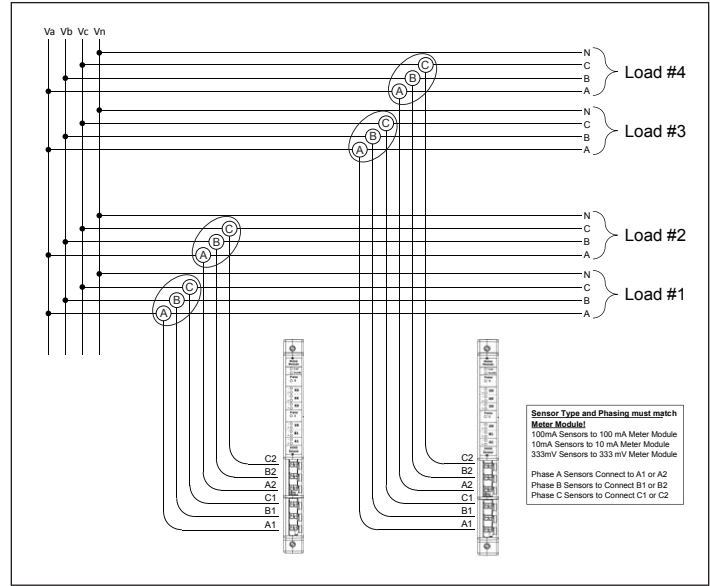 Va Vb Vc Vn
N
C
B
A
Load #4
N
C
B
A
Load #3
N
C
B
A
Load #2
N
C
B
A
Load #1
C
B
A
C
B
A
C
B
A
C
B
A
C2
B2
A2
C1
B1
A1
C2
B2
A2
C1
B1
A1
Sensor Type and Phasing must match
Meter Module!
100mA Sensors to 100 mA Meter Module
10mA Sensors to 10 mA Meter Module
333mV Sensors to 333 mV Meter Module
Phase A Sensors Connect to A1 or A2
Phase B Sensors to Connect B1 or B2
Phase C Sensors to Connect C1 or C2